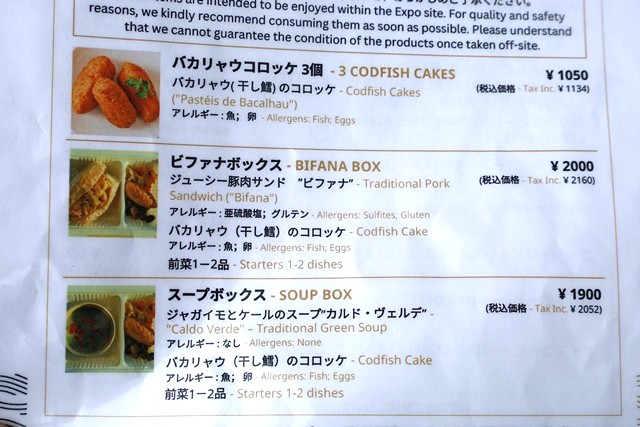 items are intended to be enjoyed within the Expo site. For quality and safety
reasons, we kindly recommend consuming them as soon as possible. Please understand
that we cannot guarantee the condition of the products once taken off-site.
バカリャウコロッケ 3個 - 3 CODFISH CAKES ¥ 1050
バカリャウ( 干し鱈) のコロッケ - Codfish Cakes (税込価格 - Tax Inc. ¥ 1134)
("Pastéis de Bacalhau")
アレルギー : 魚; 卵 - Allergens: Fish; Eggs
ビファナボックス - BIFANA BOX ¥ 2000
ジューシー豚肉サンド “ビファナ” - Traditional Pork (税込価格 - Tax Inc. ¥ 2160)
Sandwich ("Bifana")
アレルギー : 亜硫酸塩; グルテン - Allergens: Sulfites, Gluten
バカリャウ（干し鱈）のコロッケ - Codfish Cake
アレルギー : 魚; 卵 - Allergens: Fish; Eggs
前菜1ー2品 - Starters 1-2 dishes
スープボックス - SOUP BOX ¥ 1900
ジャガイモとケールのスープ“カルド・ヴェルデ” - (税込価格 - Tax Inc. ¥ 2052)
"Caldo Verde" – Traditional Green Soup
アレルギー : なし - Allergens: None
バカリャウ（干し鱈）のコロッケ - Codfish Cake
アレルギー : 魚; 卵 - Allergens: Fish; Eggs
前菜1ー2品 - Starters 1-2 dishes